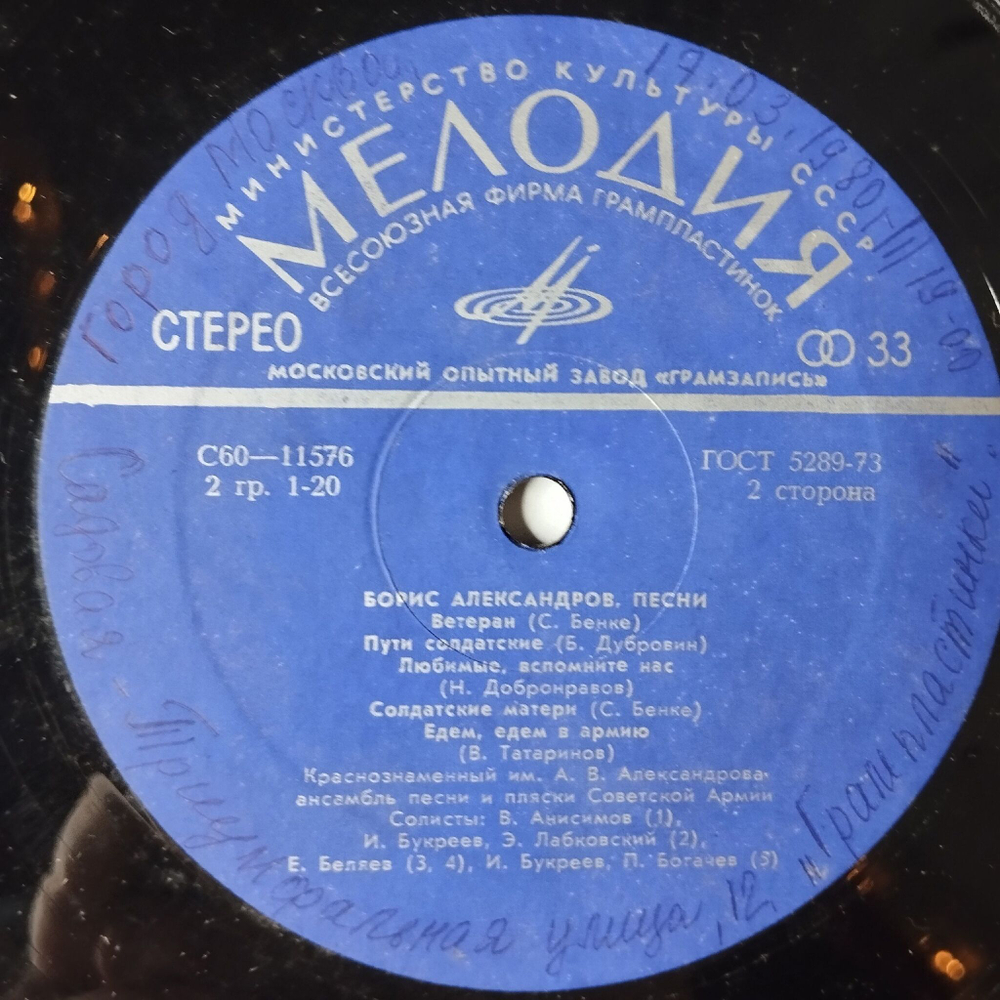 МИНИСТЕРСТВО КУЛЬТУРЫ СССР
МЕЛОДИЯ
ВСЕСОЮЗНАЯ ФИРМА ГРАМПЛАСТИНОК
СТЕРЕО
33
МОСКОВСКИЙ ОПЫТНЫЙ ЗАВОД «ГРАМЗАПИСЬ»
С60—11576
2 гр. 1-20
ГОСТ 5289-73
2 сторона
БОРИС АЛЕКСАНДРОВ. ПЕСНИ
Ветеран (С. Бенке)
Пути солдатские (Б. Дубровин)
Любимые, вспомните нас
(Н. Добронравов)
Солдатские матери (С. Бенке)
Едем, едем в армию
(В. Татаринов)
Краснознаменный им. А. В. Александрова
ансамбль песни и пляски Советской Армии
Солисты: В. Анисимов (1),
И. Букреев, Э. Лабковский (2),
Е. Беляев (3, 4), И. Букреев, П. Богачев (5)
город Москва,
17.03.1980г.
19-00
Садовая - Триумфальная улица, 12, „Грампластинки"